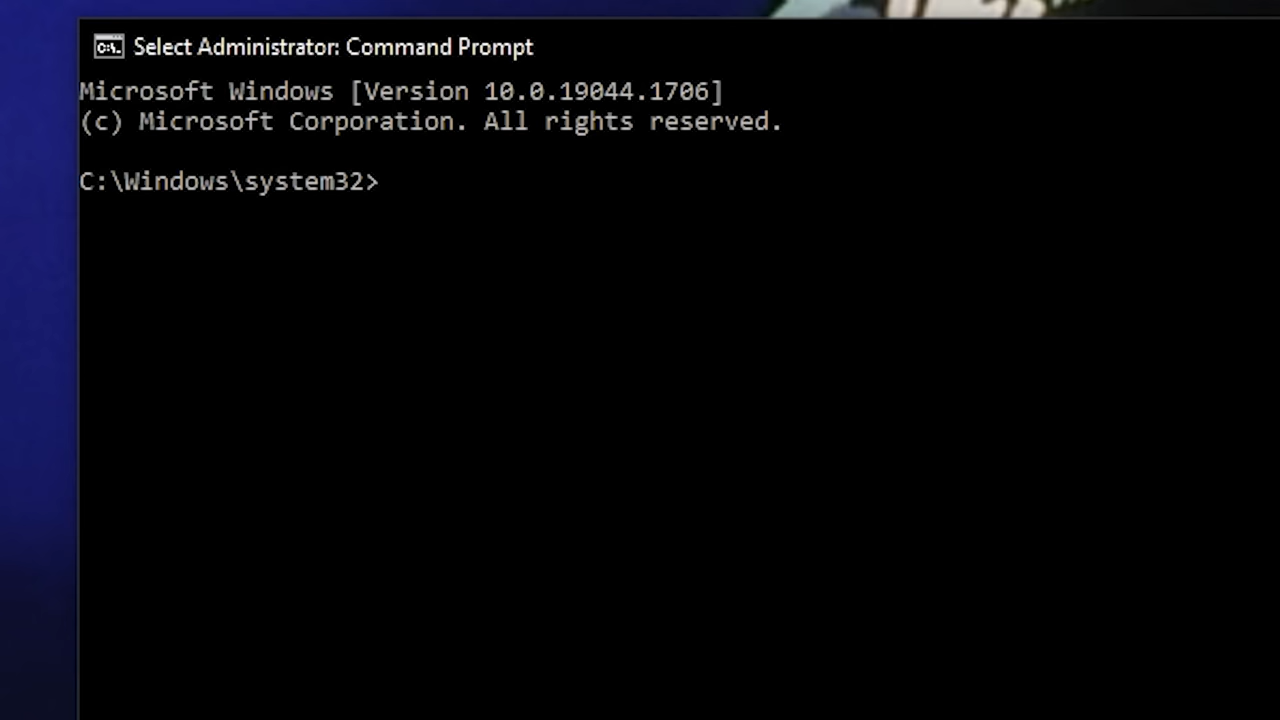 C:\.
Select Administrator: Command Prompt
Microsoft Windows [Version 10.0.19044.1706]
(c) Microsoft Corporation. All rights reserved.
C:\Windows\system32>